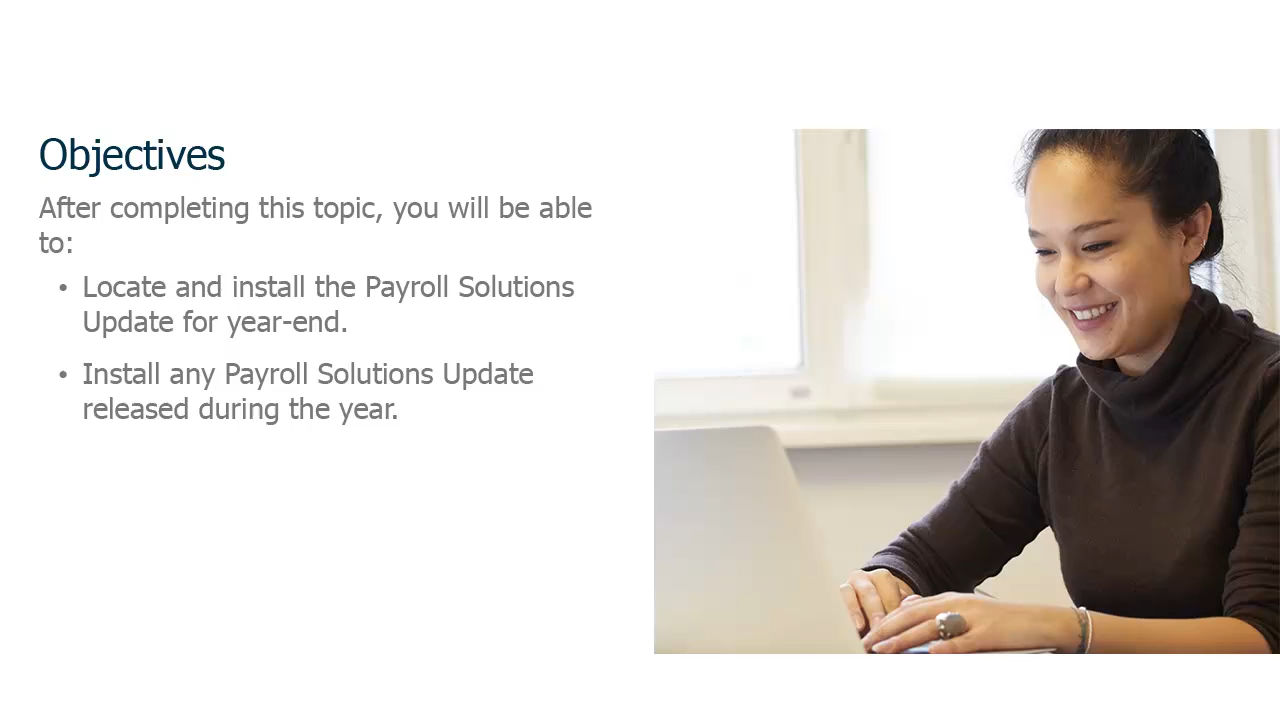 Objectives
After completing this topic, you will be able
to:
• Locate and install the Payroll Solutions
Update for year-end.
• Install any Payroll Solutions Update
released during the year.